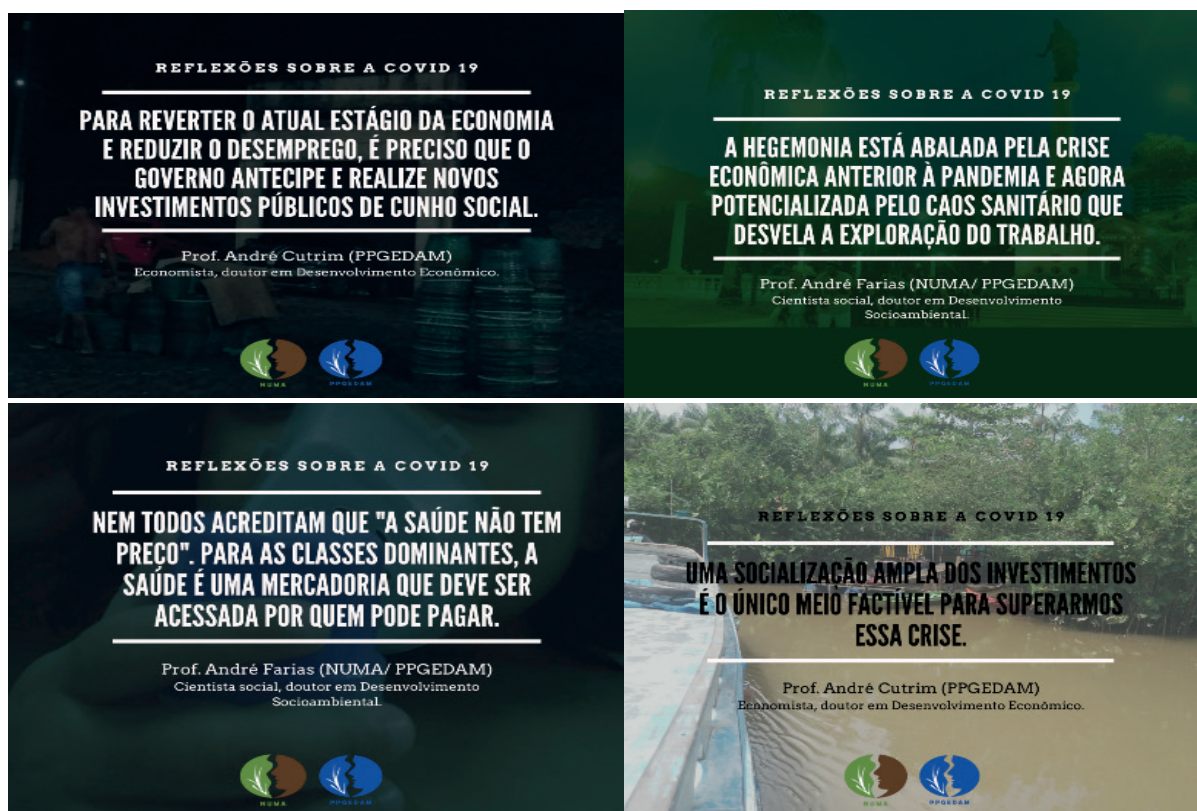 REFLEXÕES SOBRE A COVID 19
PARA REVERTER O ATUAL ESTÁGIO DA ECONOMIA
E REDUZIR O DESEMPREGO, É PRECISO QUE O
GOVERNO ANTECIPE E REALIZE NOVOS
INVESTIMENTOS PÚBLICOS DE CUNHO SOCIAL.
Prof. André Cutrim (PPGEDAM)
Economista, doutor em Desenvolvimento Econômico.
NUMA
PPGEDAM
REFLEXÕES SOBRE A COVID 19
A HEGEMONIA ESTÁ ABALADA PELA CRISE
ECONÔMICA ANTERIOR À PANDEMIA E AGORA
POTENCIALIZADA PELO CAOS SANITÁRIO QUE
DESVELA A EXPLORAÇÃO DO TRABALHO.
Prof. André Farias (NUMA/ PPGEDAM)
Cientista social, doutor em Desenvolvimento
Socioambiental.
NUMA
PPGEDAM
REFLEXÕES SOBRE A COVID 19
NEM TODOS ACREDITAM QUE "A SAÚDE NÃO TEM
PREÇO". PARA AS CLASSES DOMINANTES, A
SAÚDE É UMA MERCADORIA QUE DEVE SER
ACESSADA POR QUEM PODE PAGAR.
Prof. André Farias (NUMA/ PPGEDAM)
Cientista social, doutor em Desenvolvimento
Socioambiental.
NUMA
PPGEDAM
REFLEXÕES SOBRE A COVID 19
UMA SOCIALIZAÇÃO AMPLA DOS INVESTIMENTOS
É O ÚNICO MEIO FACTÍVEL PARA SUPERARMOS
ESSA CRISE.
Prof. André Cutrim (PPGEDAM)
Economista, doutor em Desenvolvimento Econômico.
NUMA
PPGEDAM